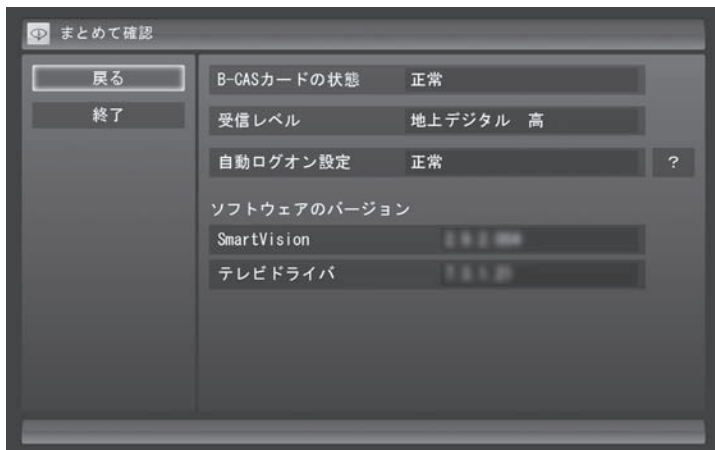 まとめて確認
戻る
終了
B-CASカードの状態 正常
受信レベル 地上デジタル 高
自動ログオン設定 正常 ?
ソフトウェアのバージョン
SmartVision
テレビドライバ